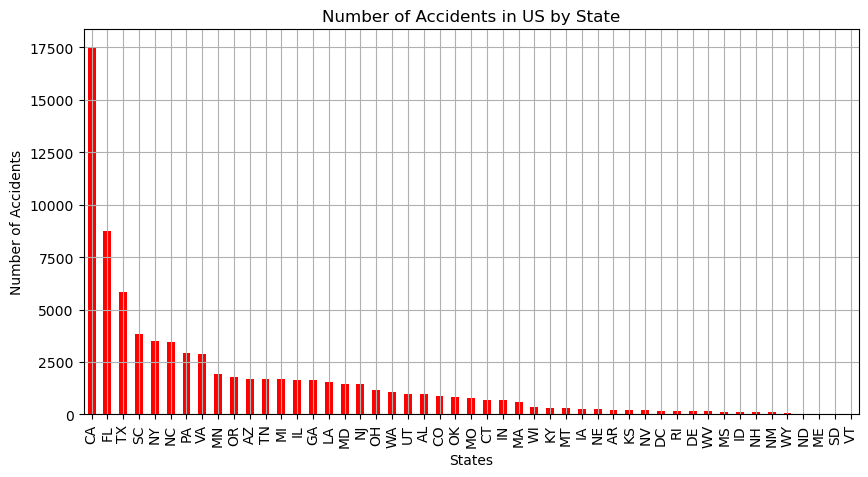 Number of Accidents in US by State
Number of Accidents
17500
15000
12500
10000
7500
5000
2500
0
CA FL TX SC NY NC PA VA MN OR AZ TN MI IL GA LA MD NJ OH WA UT AL CO OK MO CT IN MA WI KY MT IA NE AR KS NV DC RI DE WV MS ID NH NM WY ND ME SD VT
States